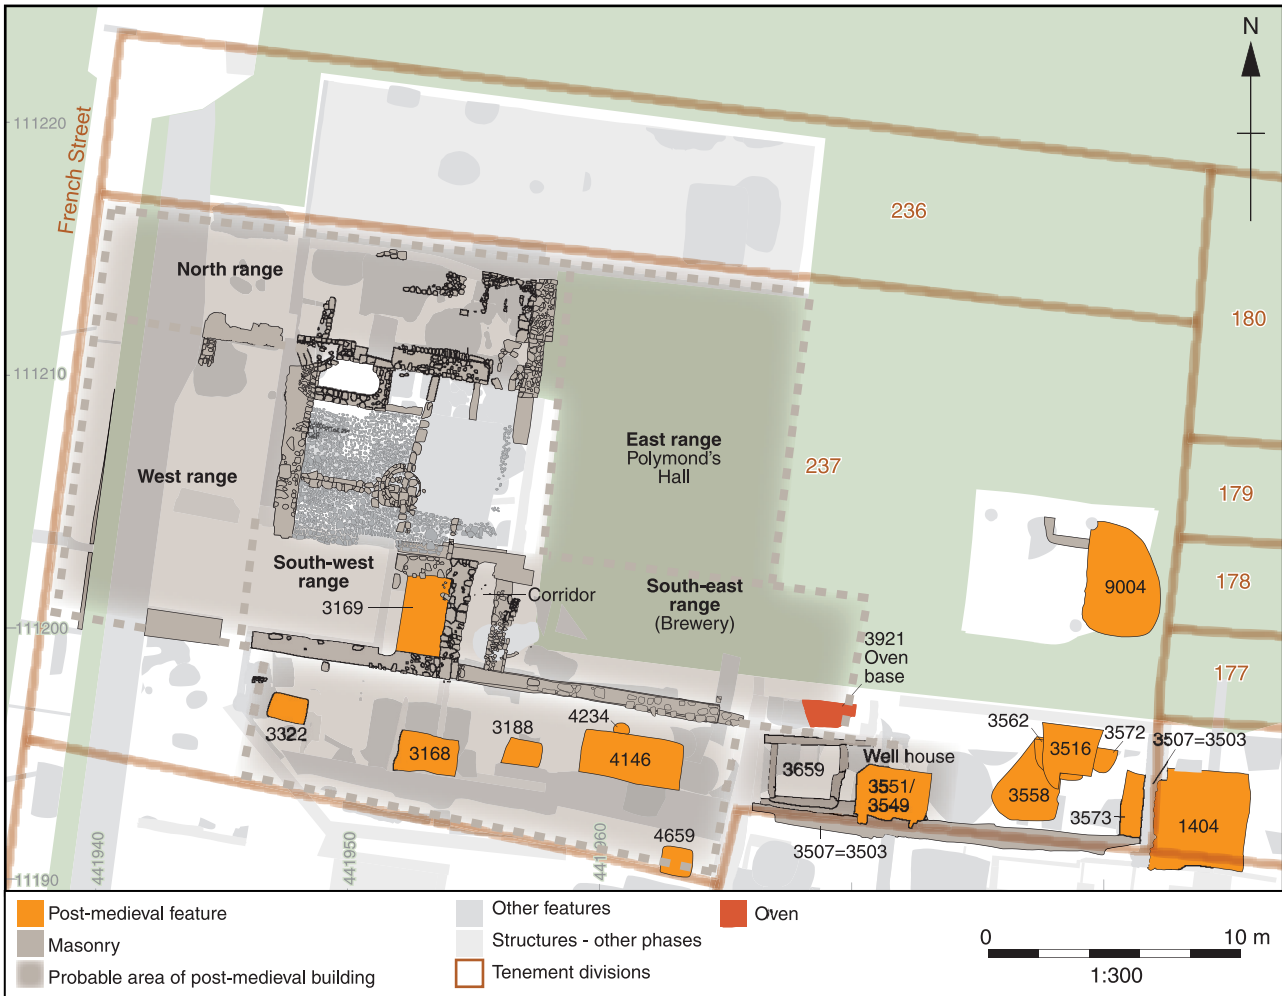 N
111220
French Street
236
North range
180
111210
East range
Polymond's
Hall
237
West range
179
South-west
range
3169
Corridor
South-east
range
(Brewery)
9004
178
111200
3921
Oven
base
177
3322
3168
3188
4234
4146
3659
Well house
3551/
3549
3562
3516
3572
3507=3503
3558
3573
1404
4659
3507=3503
11190
441940
441950
441960
Post-medieval feature
Masonry
Probable area of post-medieval building
Other features
Structures - other phases
Tenement divisions
Oven
0
10 m
1:300